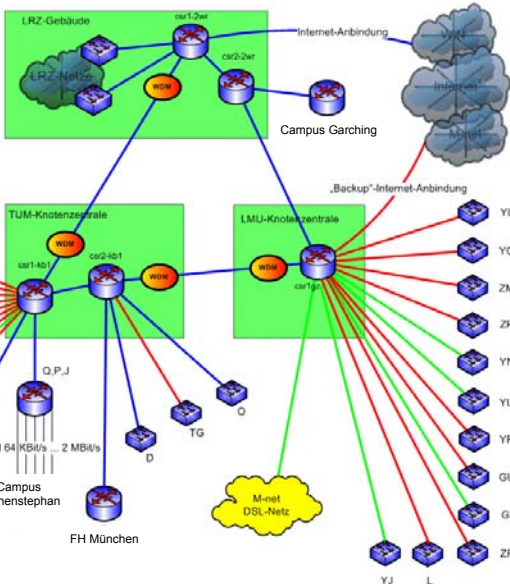 LRZ-Gebäude
csr1-2wr
Internet-Anbindung
WiN
csr2-2wr
LRZ-Netze
WDM
Internet
Campus Garching
M-net
„Backup"-Internet-Anbindung
TUM-Knotenzentrale
LMU-Knotenzentrale
WDM
csr2-kb1
csr1-kb1
WDM
WDM
csr1gz
Q,P,J
64 KBit/s ... 2 MBit/s
Campus
henstephan
D
TG
O
FH München
M-net
DSL-Netz
YJ
L